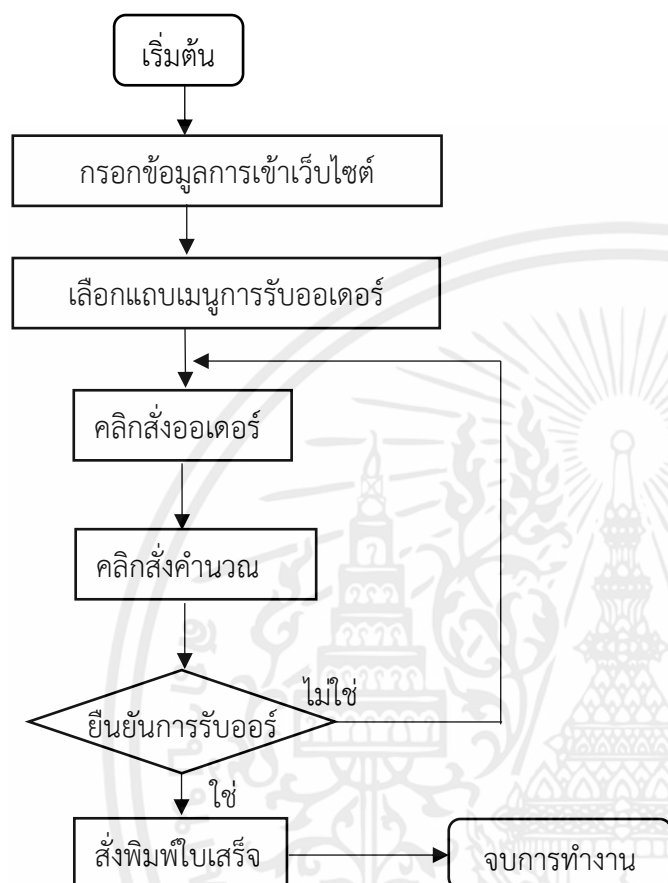 เริ่มต้น
กรอกข้อมูลการเข้าเว็บไซต์
เลือกแถบเมนูการรับออเดอร์
คลิกสั่งออเดอร์
คลิกสั่งคำนวณ
ไม่ใช่
ยืนยันการรับออร์
ใช่
สั่งพิมพ์ใบเสร็จ
จบการทำงาน